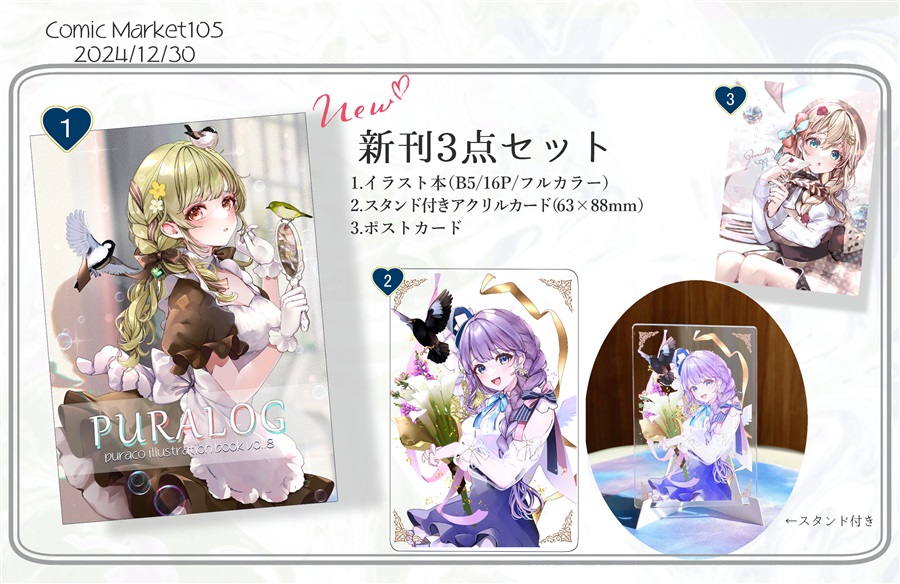 Comic Market105
2024/12/30
1
New
新刊3点セット
1.イラスト本(B5/16P/フルカラー)
2.スタンド付きアクリルカード(63×88mm)
3.ポストカード
3
2
PURALOG
puraco illustration book vol.8
←スタンド付き